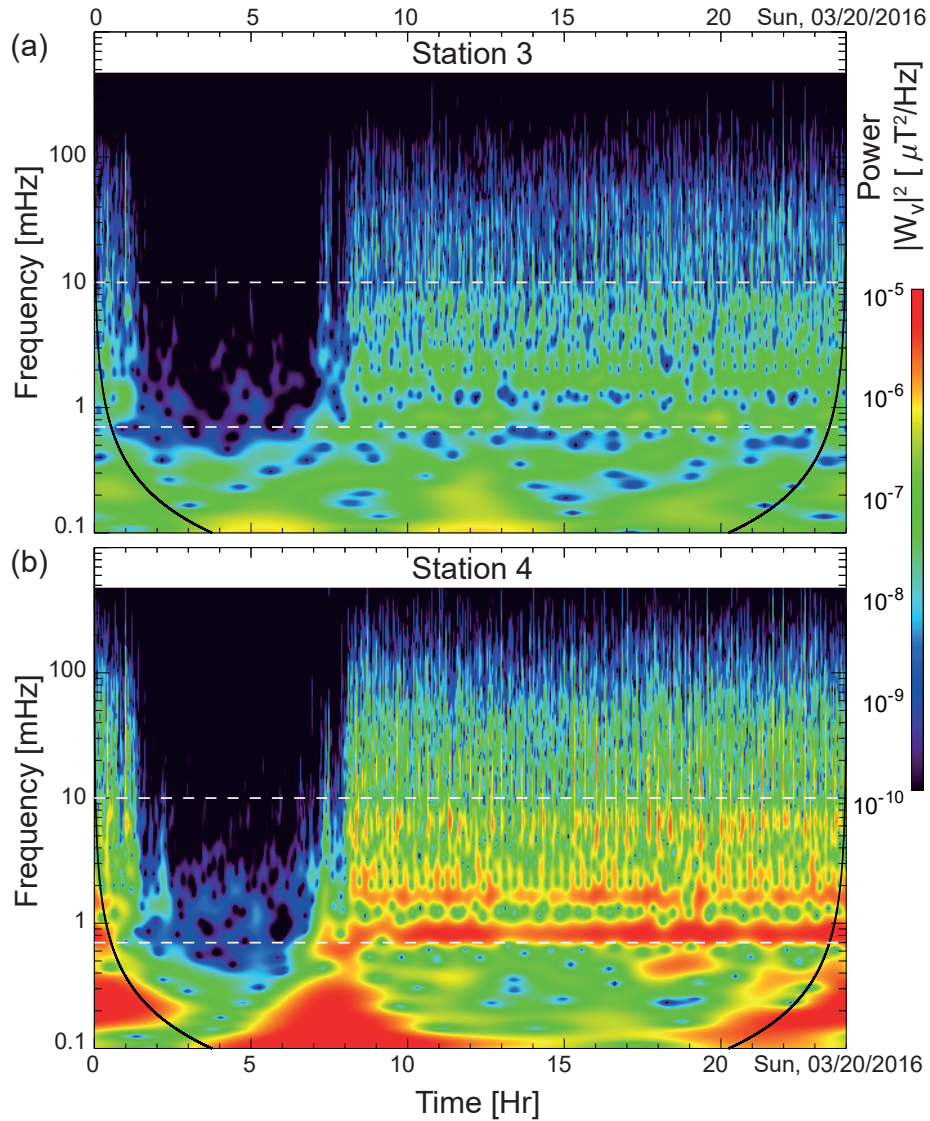 0 5 10 15 20 Sun, 03/20/2016
(a)
Station 3
Power
|W_v|² [ μT²/Hz]
Frequency [mHz]
100
10
1
0.1
10⁻⁵
10⁻⁶
10⁻⁷
10⁻⁸
10⁻⁹
10⁻¹⁰
(b)
Station 4
Frequency [mHz]
100
10
1
0.1
0 5 10 15 20 Sun, 03/20/2016
Time [Hr]